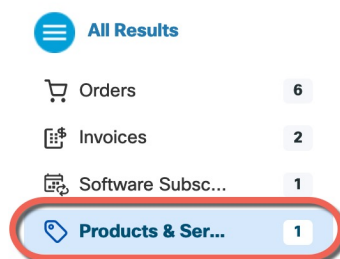 All Results
Orders 6
Invoices 2
Software Subsc... 1
Products & Ser... 1